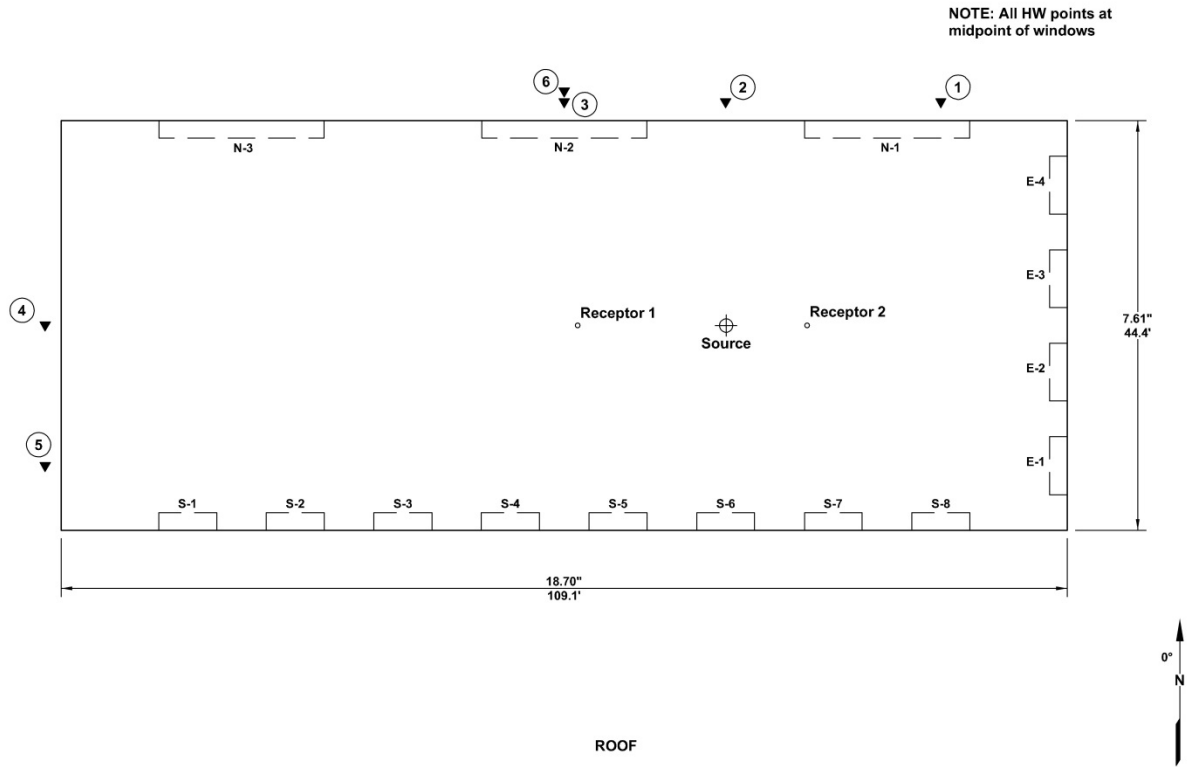 NOTE: All HW points at
midpoint of windows
6
3
2
1
N-3
N-2
N-1
E-4
E-3
4
Receptor 1
Receptor 2
Source
7.61"
44.4'
E-2
5
E-1
S-1
S-2
S-3
S-4
S-5
S-6
S-7
S-8
18.70"
109.1'
0°
N
ROOF